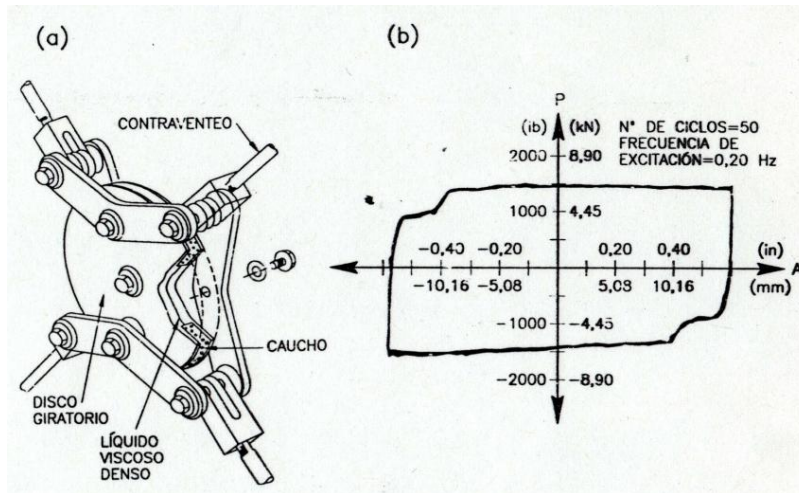 (a)
CONTRAVENTEO
CAUCHO
DISCO
GIRATORIO
LÍQUIDO
VISCOSO
DENSO
(b)
P
(ib) (kN)
N° DE CICLOS=50
FRECUENCIA DE
EXCITACIÓN=0,20 Hz
2000 8,90
1000 4,45
-0,40 -0,20 0,20 0,40 (in)
A
-10,16 -5,08 5,08 10,16 (mm)
-1000 -4,45
-2000 -8,90